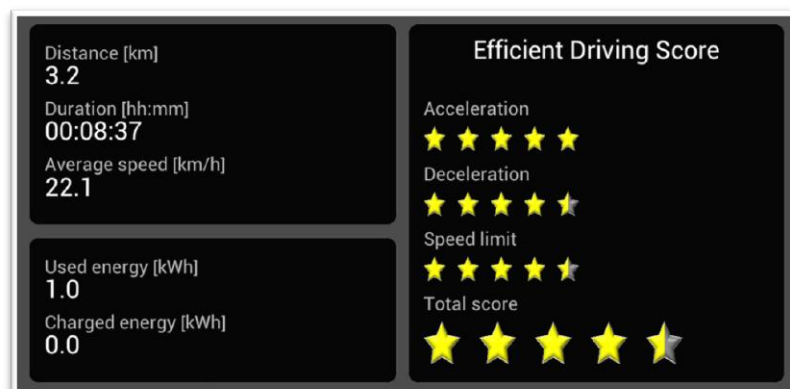 Distance [km]
3.2
Duration [hh:mm]
00:08:37
Average speed [km/h]
22.1
Used energy [kWh]
1.0
Charged energy [kWh]
0.0
Efficient Driving Score
Acceleration
Deceleration
Speed limit
Total score